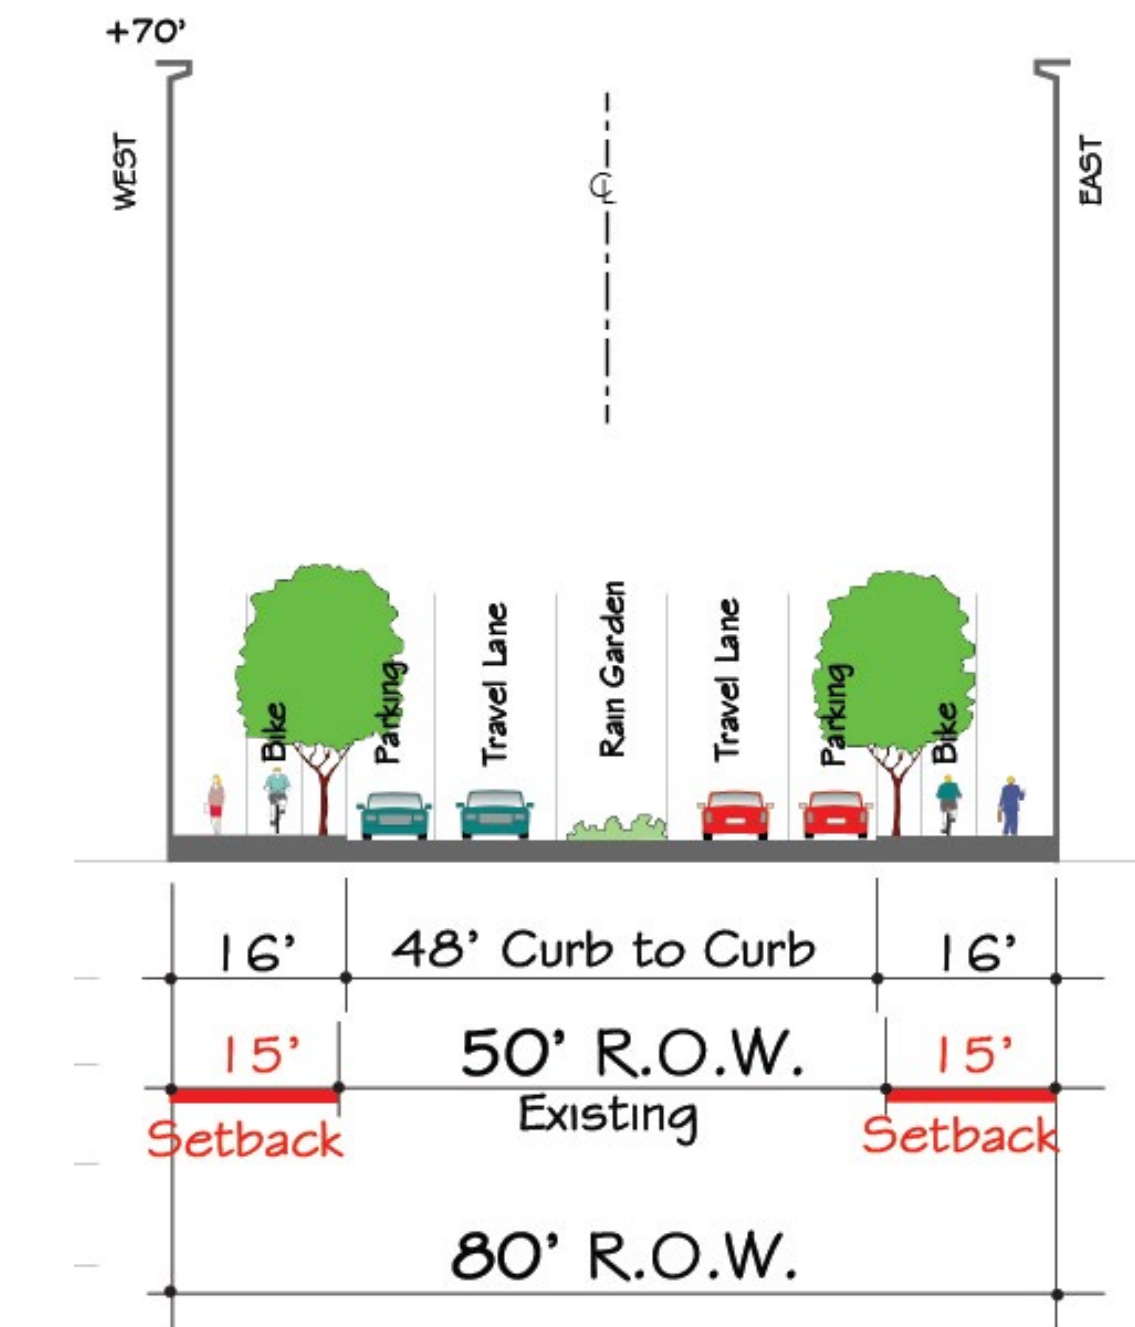 +70’
WEST
EAST
℄
Bike
Parking
Travel Lane
Rain Garden
Travel Lane
Parking
Bike
16’
48’ Curb to Curb
16’
15’
50’ R.O.W.
15’
Setback
Existing
Setback
80’ R.O.W.